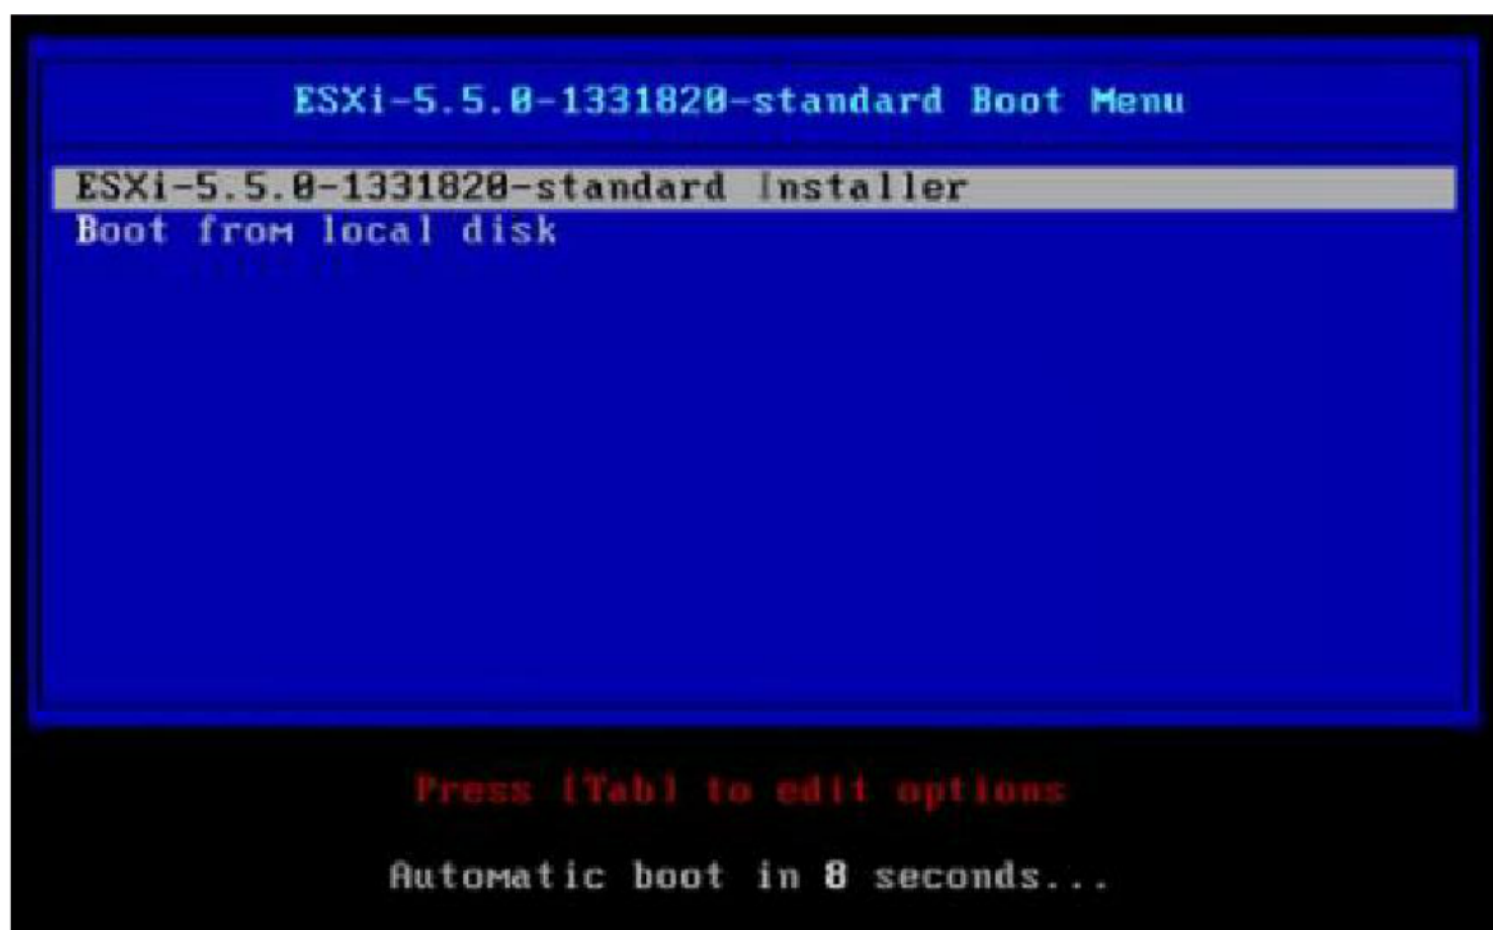 ESXi-5.5.0-1331820-standard Boot Menu
ESXi-5.5.0-1331820-standard Installer
Boot from local disk
Press [Tab] to edit options
Automatic boot in 8 seconds...